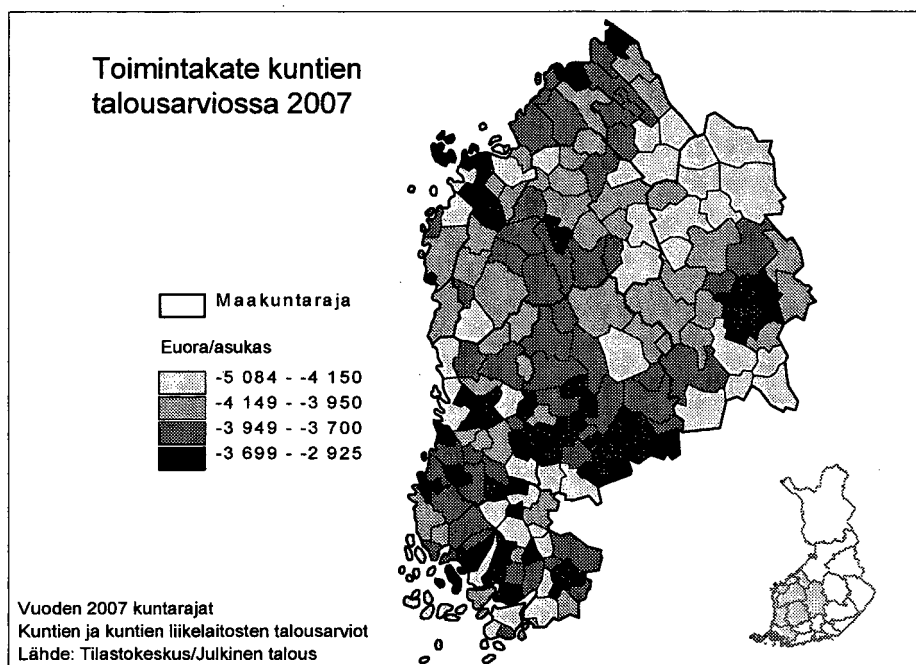 Toimintakate kuntien
talousarviossa 2007
Maakuntaraja
Euora/asukas
-5 084 - -4 150
-4 149 - -3 950
-3 949 - -3 700
-3 699 - -2 925
Vuoden 2007 kuntarajat
Kuntien ja kuntien liikelaitosten talousarviot
Lähde: Tilastokeskus/Julkinen talous